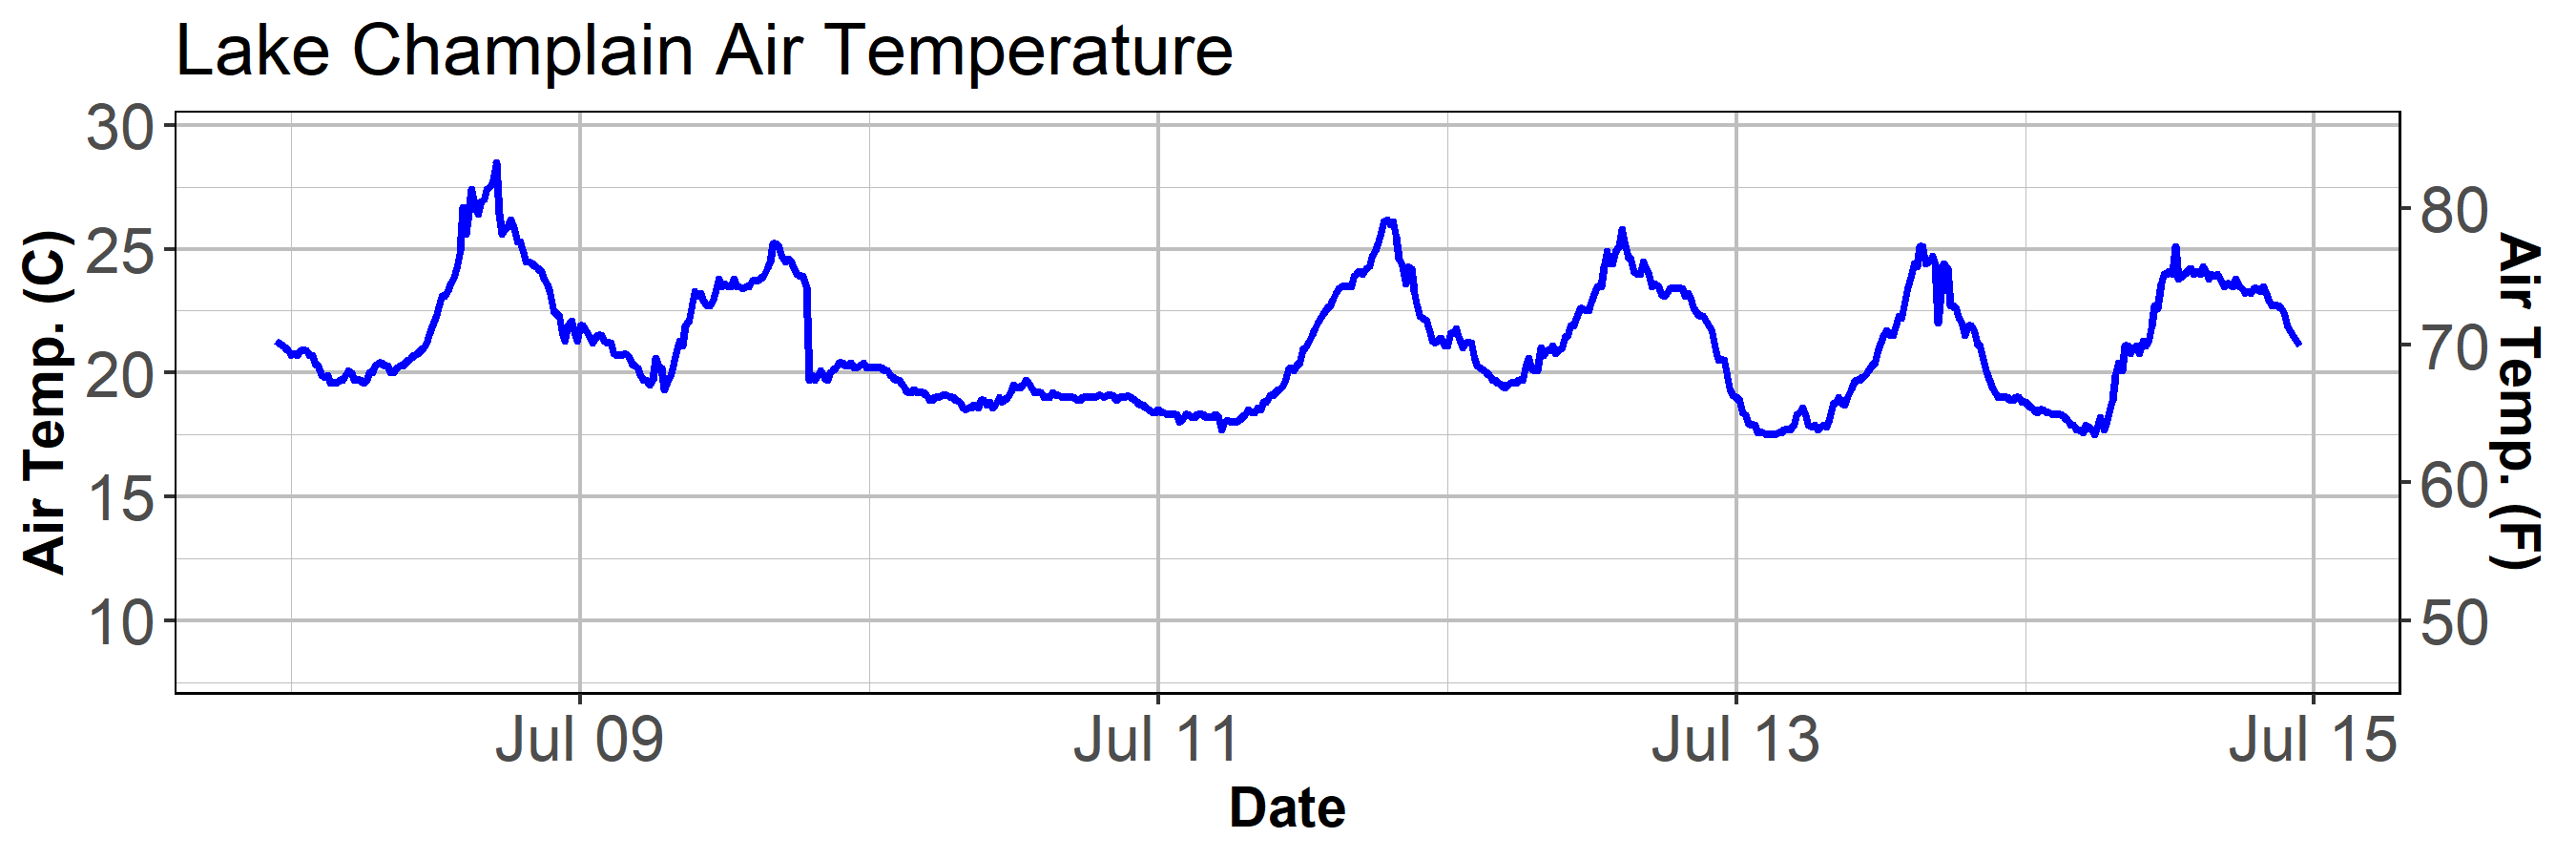 Lake Champlain Air Temperature
30
25
20
15
10
Air Temp. (C)
80
70
60
50
Air Temp. (F)
Jul 09 Jul 11 Jul 13 Jul 15
Date